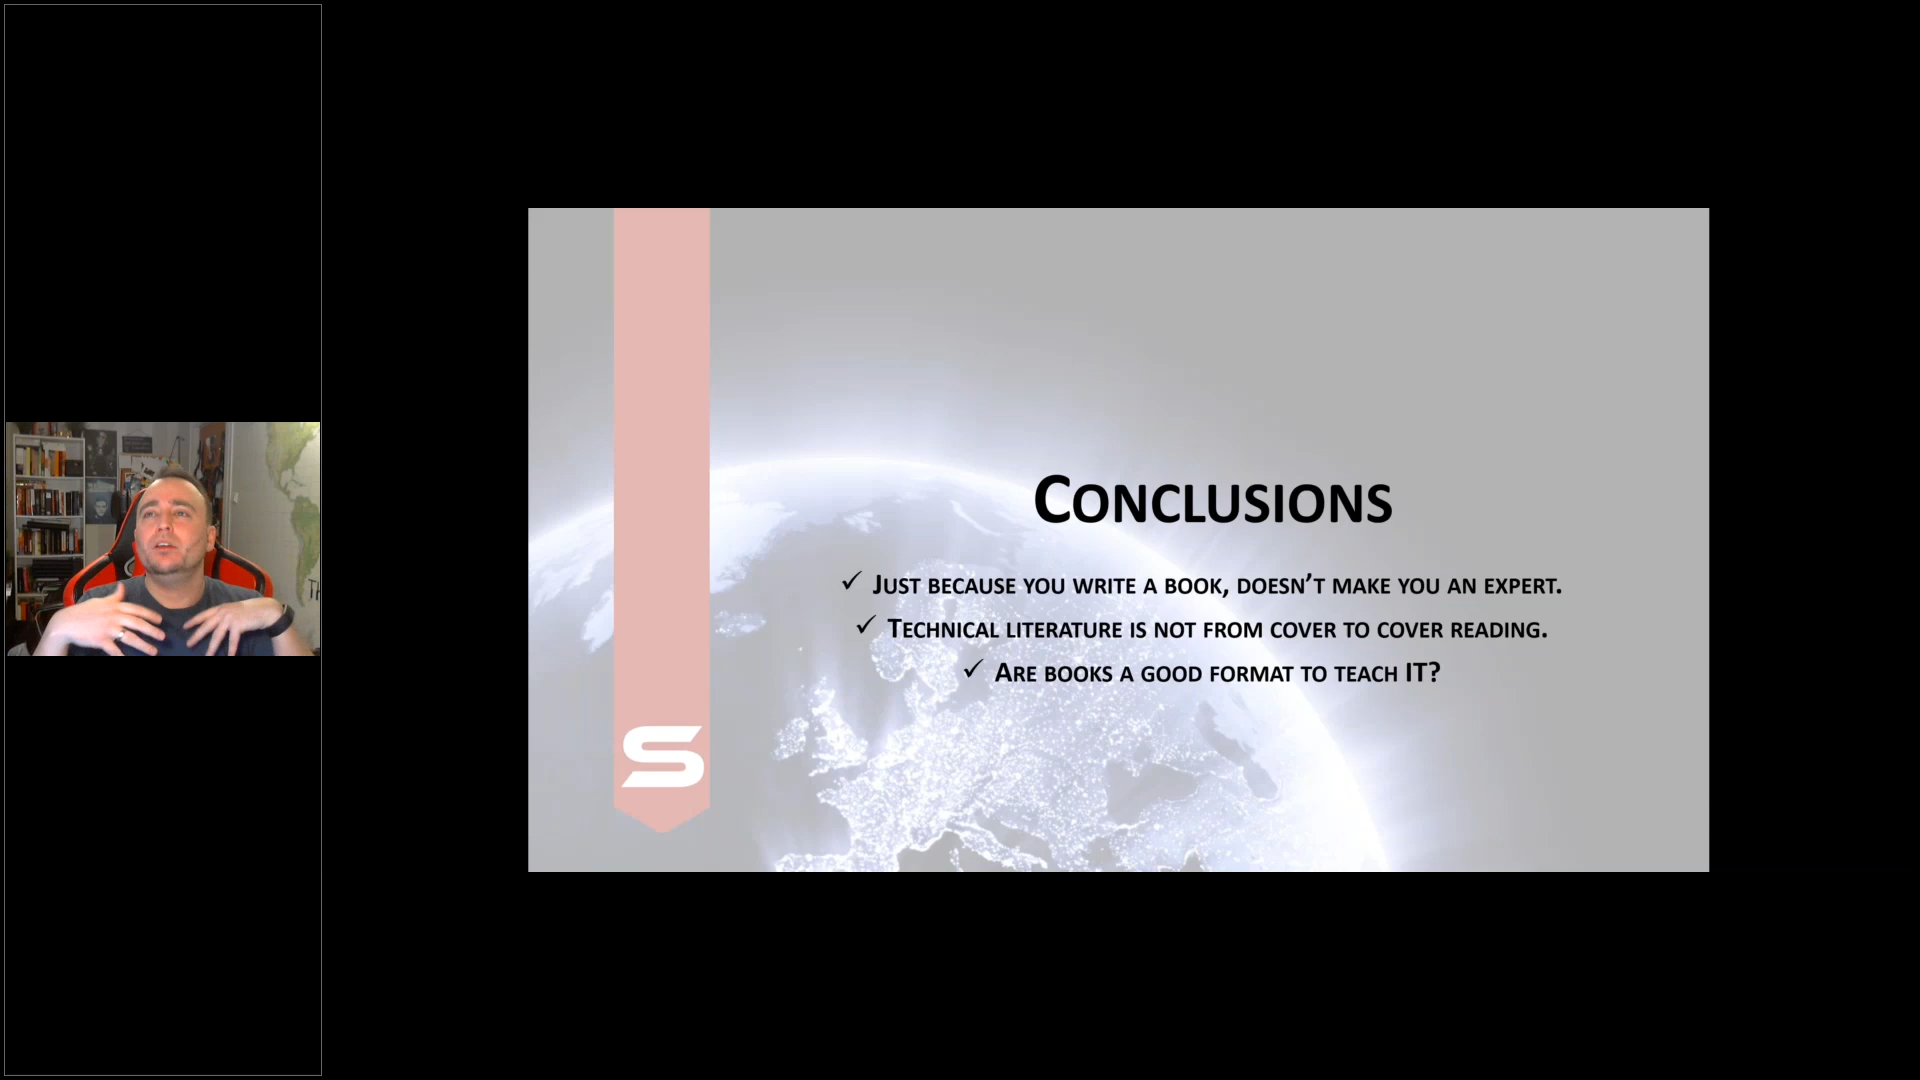 CONCLUSIONS
✓ JUST BECAUSE YOU WRITE A BOOK, DOESN'T MAKE YOU AN EXPERT.
✓ TECHNICAL LITERATURE IS NOT FROM COVER TO COVER READING.
✓ ARE BOOKS A GOOD FORMAT TO TEACH IT?
S